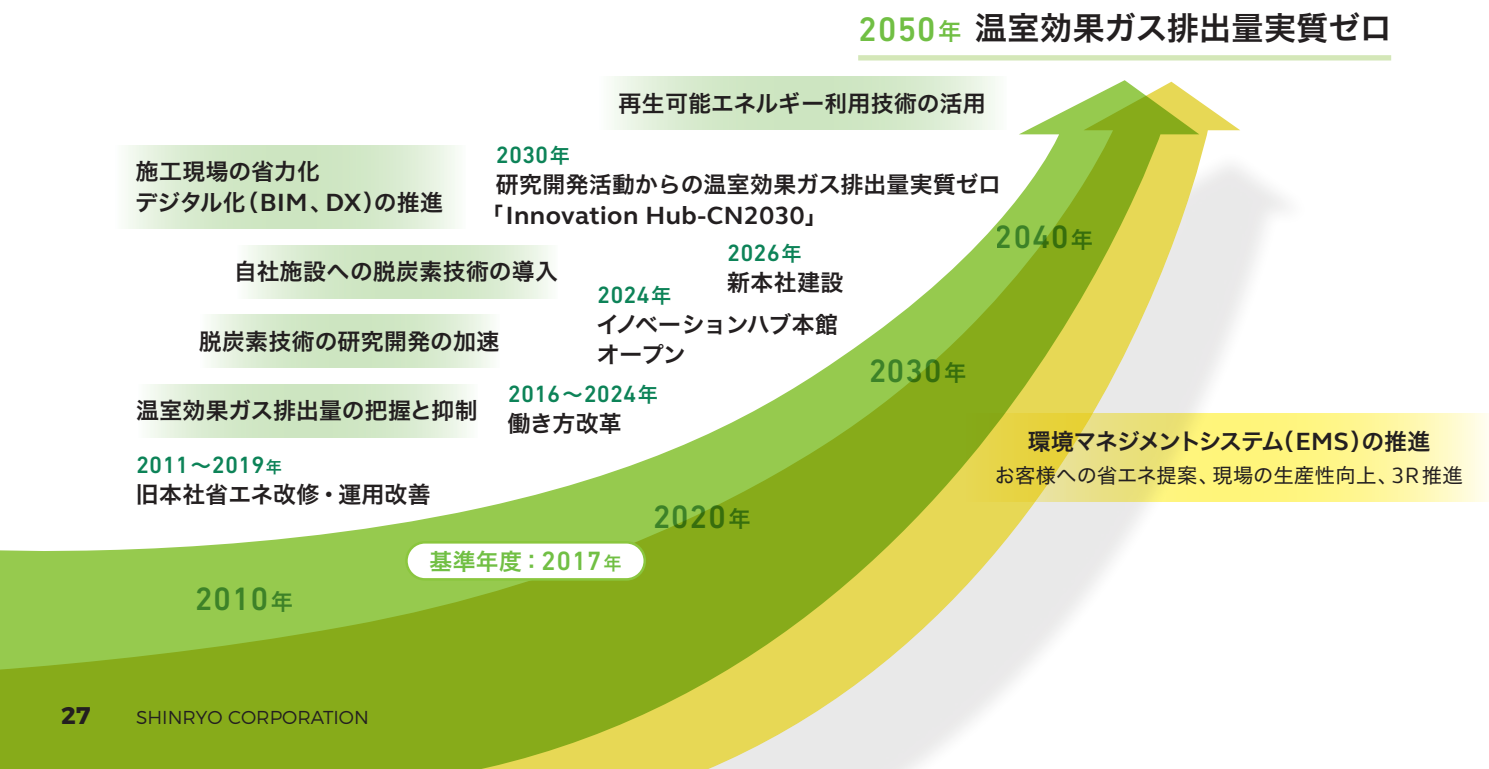 2050年 温室効果ガス排出量実質ゼロ
再生可能エネルギー利用技術の活用
施工現場の省力化
デジタル化(BIM、DX)の推進
2030年
研究開発活動からの温室効果ガス排出量実質ゼロ
「Innovation Hub-CN2030」
2040年
自社施設への脱炭素技術の導入
2026年
新本社建設
2024年
イノベーションハブ本館
オープン
脱炭素技術の研究開発の加速
2030年
温室効果ガス排出量の把握と抑制
2016～2024年
働き方改革
環境マネジメントシステム(EMS)の推進
お客様への省エネ提案、現場の生産性向上、3R推進
2011～2019年
旧本社省エネ改修・運用改善
2020年
基準年度：2017年
2010年
27 SHINRYO CORPORATION